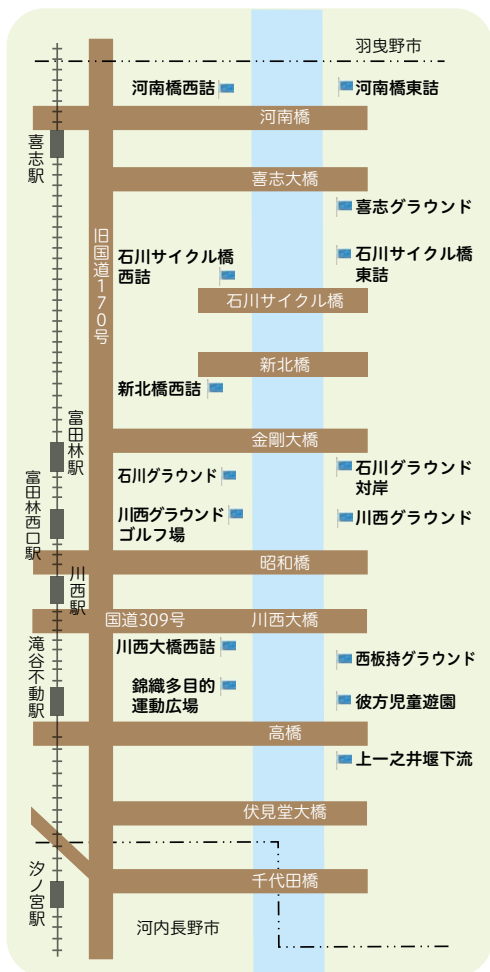 羽曳野市
河南橋西詰
河南橋東詰
河南橋
喜志駅
喜志大橋
喜志グラウンド
旧国道170号
石川サイクル橋
西詰
石川サイクル橋
東詰
石川サイクル橋
新北橋
新北橋西詰
富田林駅
金剛大橋
石川グラウンド
石川グラウンド
対岸
富田林西口駅
川西グラウンド
ゴルフ場
川西グラウンド
昭和橋
川西駅
国道309号
川西大橋
川西大橋西詰
西板持グラウンド
滝谷不動駅
錦織多目的
運動広場
彼方児童遊園
高橋
上一之井堰下流
伏見堂大橋
汐ノ宮駅
千代田橋
河内長野市